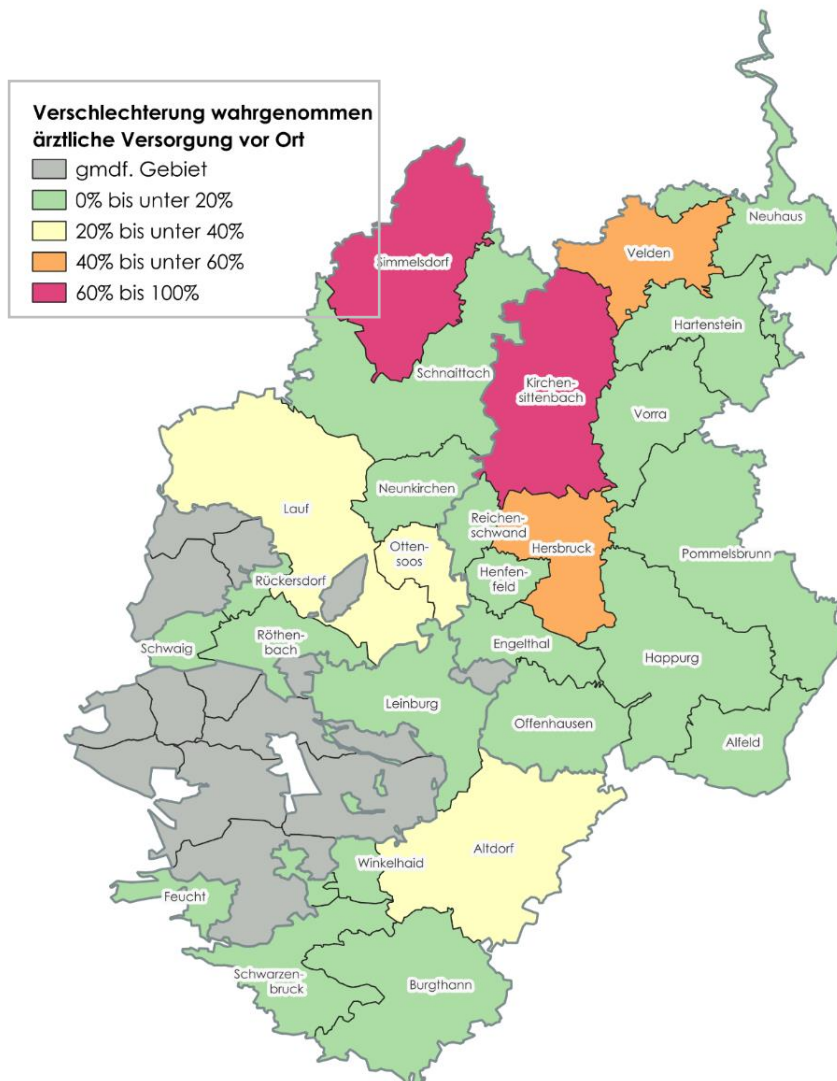 Verschlechterung wahrgenommen
ärztliche Versorgung vor Ort
gmdf. Gebiet
0% bis unter 20%
20% bis unter 40%
40% bis unter 60%
60% bis 100%
Neuhaus
Velden
Simmelsdorf
Hartenstein
Schnaittach
Kirchen-
sittenbach
Vorra
Neunkirchen
Lauf
Reichen-
schwand
Otten-
soos
Hersbruck
Pommelsbrunn
Henfen-
feld
Rückersdorf
Röthen-
bach
Schwaig
Engelthal
Happurg
Leinburg
Offenhausen
Alfeld
Altdorf
Winkelhaid
Feucht
Schwarzen-
bruck
Burgthann